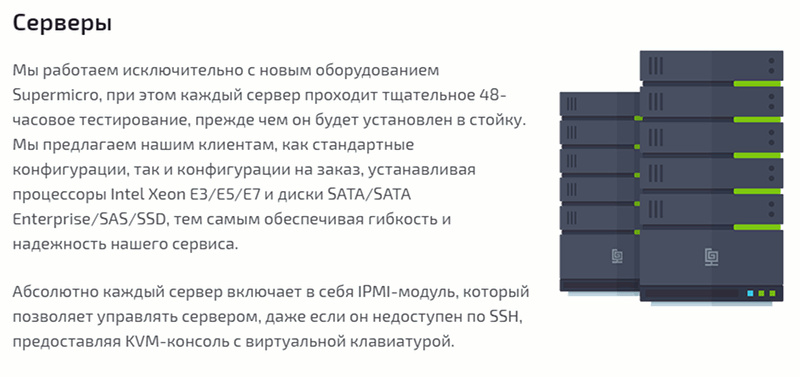 Серверы
Мы работаем исключительно с новым оборудованием
Supermicro, при этом каждый сервер проходит тщательное 48-
часовое тестирование, прежде чем он будет установлен в стойку.
Мы предлагаем нашим клиентам, как стандартные
конфигурации, так и конфигурации на заказ, устанавливая
процессоры Intel Xeon E3/E5/E7 и диски SATA/SATA
Enterprise/SAS/SSD, тем самым обеспечивая гибкость и
надежность нашего сервиса.
Абсолютно каждый сервер включает в себя IPMI-модуль, который
позволяет управлять сервером, даже если он недоступен по SSH,
предоставляя KVM-консоль с виртуальной клавиатурой.